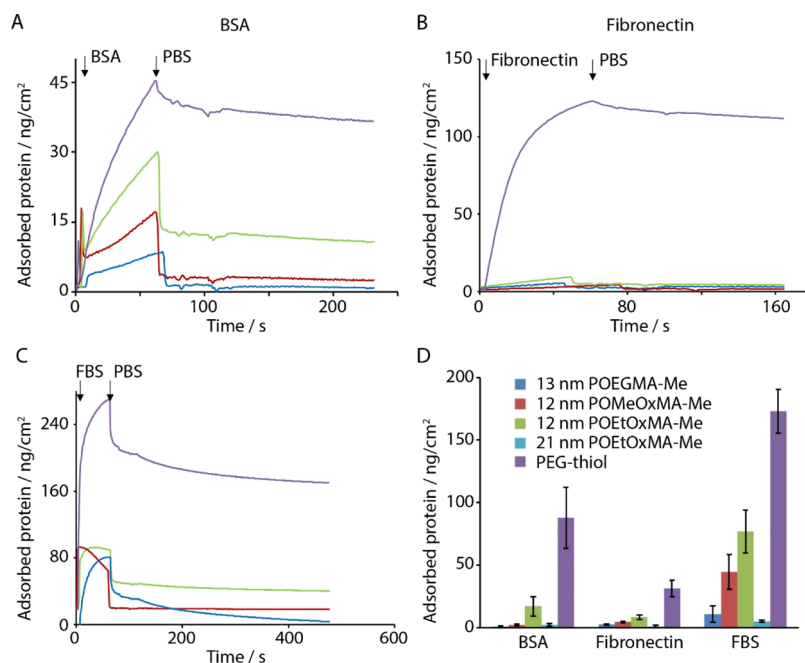 A
BSA
BSA
PBS
Adsorbed protein / ng/cm²
45
30
15
0
0
100
200
Time / s
B
Fibronectin
Fibronectin
PBS
Adsorbed protein / ng/cm²
150
100
50
0
0
80
160
Time / s
C
FBS
PBS
Adsorbed protein / ng/cm²
240
160
80
0
0
200
400
600
Time / s
D
Adsorbed protein / ng/cm²
200
150
100
50
0
13 nm POEGMA-Me
12 nm POMeOxMA-Me
12 nm POEtOxMA-Me
21 nm POEtOxMA-Me
PEG-thiol
BSA
Fibronectin
FBS